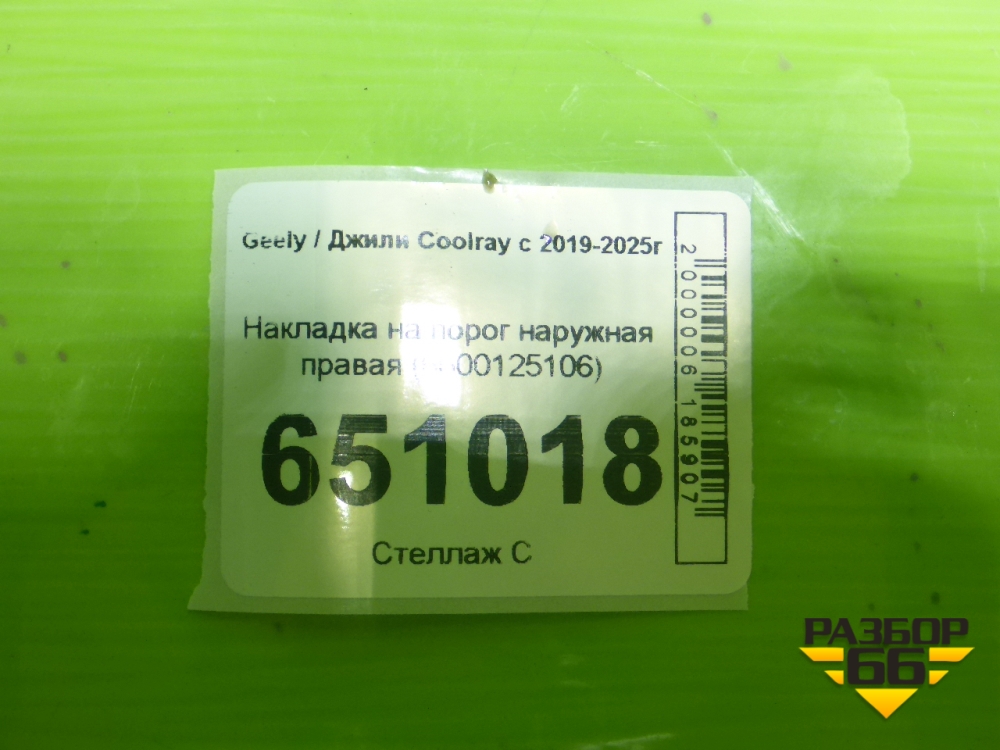 Geely / Джили Coolray с 2019-2025г
Накладка на порог наружная
правая
651018
Стеллаж С
2000006185907
РАЗБОР
66